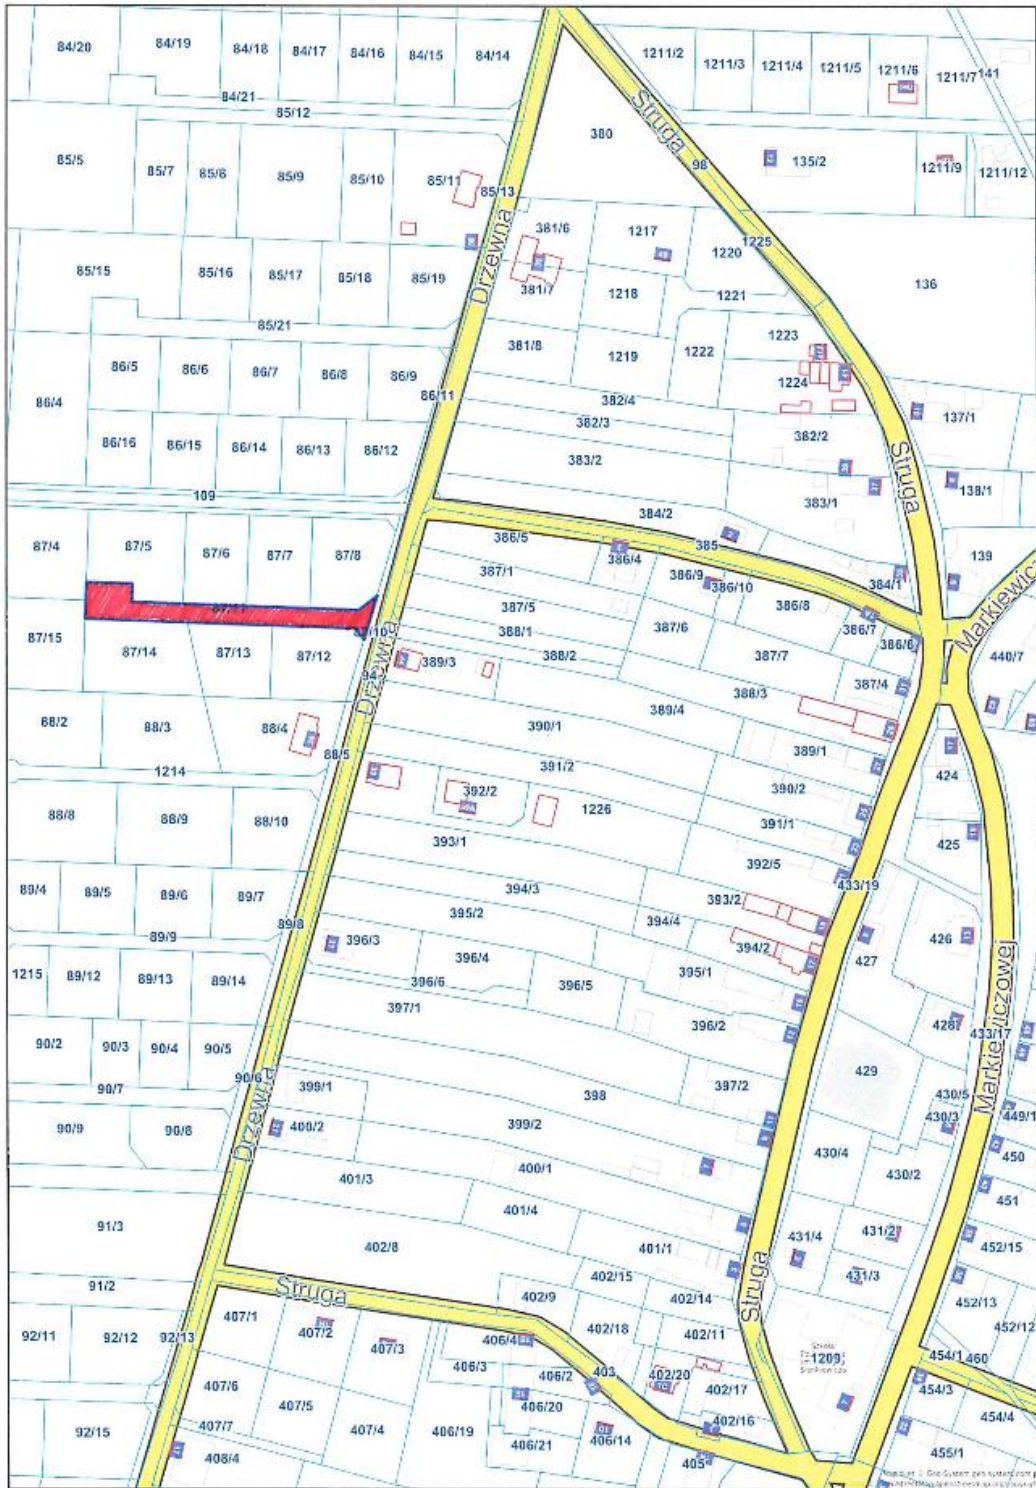 84/20 84/19 84/18 84/17 84/16 84/15 84/14 1211/2 1211/3 1211/4 1211/5 1211/6 1211/7 141
84/21
85/12
380 Struga 98 135/2 1211/9 1211/12
85/5 85/7 85/8 85/9 85/10 85/11 85/13
381/6 1217 1220 1225
85/15 85/16 85/17 85/18 85/19 Drzewna 381/7 1218 1221 136
85/21 381/8 1219 1222 1223
86/5 86/6 86/7 86/8 86/9 1224
86/4 86/11 382/4
382/3 137/1
86/16 86/15 86/14 86/13 86/12 383/2 382/2 Struga
109 384/2 383/1 138/1
87/4 87/5 87/6 87/7 87/8 386/5 385 139
386/4 386/9 386/10 384/1
387/1 386/8
87/11 387/5 386/7 Markiewicz
87/15 87/14 87/13 87/12 388/1 387/6 386/6
388/2 387/7 440/7
94 389/3 388/3 387/4
88/2 88/3 88/4 Drzewna 390/1 389/4
88/5 389/1 424
1214 391/2 390/2
88/8 88/9 88/10 392/2 1226 391/1
393/1 392/5 425
89/4 89/5 89/6 89/7 394/3 433/19
395/2 393/2
89/9 89/8 396/3 394/4 394/2 426
1215 89/12 89/13 89/14 396/4 395/1 427
396/6 396/5
397/1 396/2 428
90/2 90/3 90/4 90/5 433/17
90/7 90/6 399/1 398 397/2 429 430/5
90/9 90/8 Drzewna 400/2 399/2 430/3 Markiewiczowej 449/1
400/1 430/4 450
401/3 430/2 451
91/3 401/4 431/4 431/2
402/8 401/1 452/15
91/2 402/15 431/3
Struga 402/9 402/14 Struga 452/13
92/11 92/12 92/13 407/1 407/2 407/3 406/4 402/18 402/11 452/12
406/3 406/2 403 402/20 1209 454/1 460
407/6 402/17 454/3
407/5 406/20 402/16 454/4
92/15 407/7 407/4 406/19 406/14
408/4 406/21 405 455/1